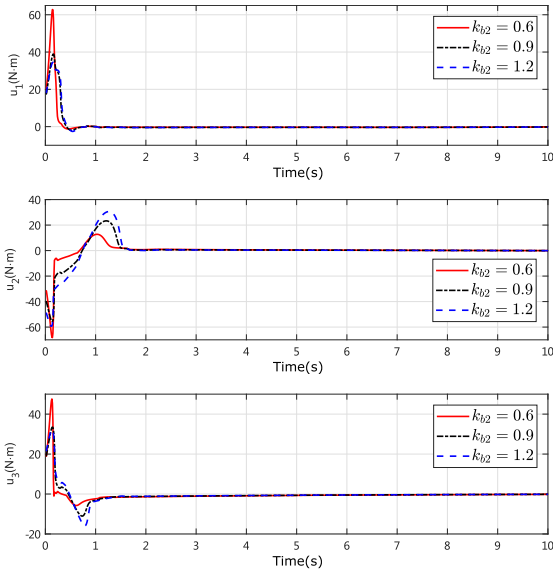 60
40
20
0
u1(N·m)
kb2 = 0.6
kb2 = 0.9
kb2 = 1.2
0 1 2 3 4 5 6 7 8 9 10
Time(s)
40
20
0
-20
-40
-60
u2(N·m)
kb2 = 0.6
kb2 = 0.9
kb2 = 1.2
0 1 2 3 4 5 6 7 8 9 10
Time(s)
40
20
0
-20
u3(N·m)
kb2 = 0.6
kb2 = 0.9
kb2 = 1.2
0 1 2 3 4 5 6 7 8 9 10
Time(s)